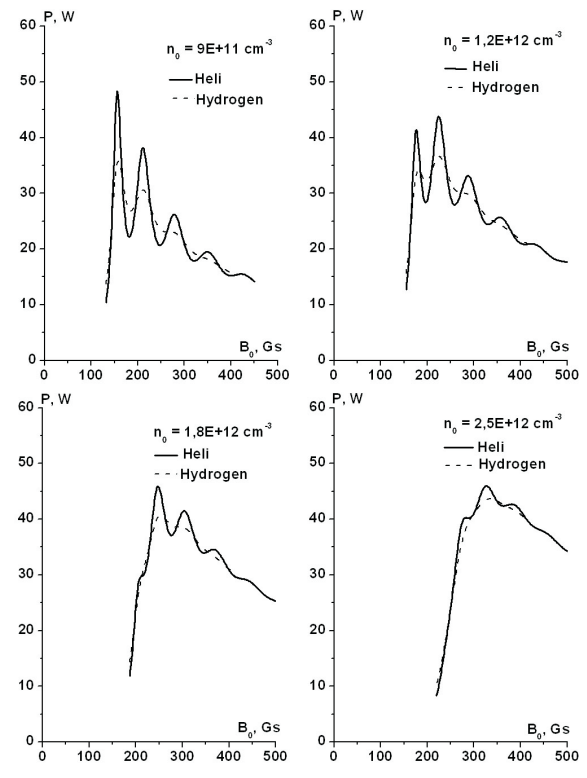 P, W
n₀ = 9E+11 cm⁻³
Heli
Hydrogen
60
50
40
30
20
10
0
B₀, Gs
0 100 200 300 400 500
P, W
n₀ = 1,2E+12 cm⁻³
Heli
Hydrogen
60
50
40
30
20
10
0
B₀, Gs
0 100 200 300 400 500
P, W
n₀ = 1,8E+12 cm⁻³
Heli
Hydrogen
60
50
40
30
20
10
0
B₀, Gs
0 100 200 300 400 500
P, W
n₀ = 2,5E+12 cm⁻³
Heli
Hydrogen
60
50
40
30
20
10
0
B₀, Gs
0 100 200 300 400 500